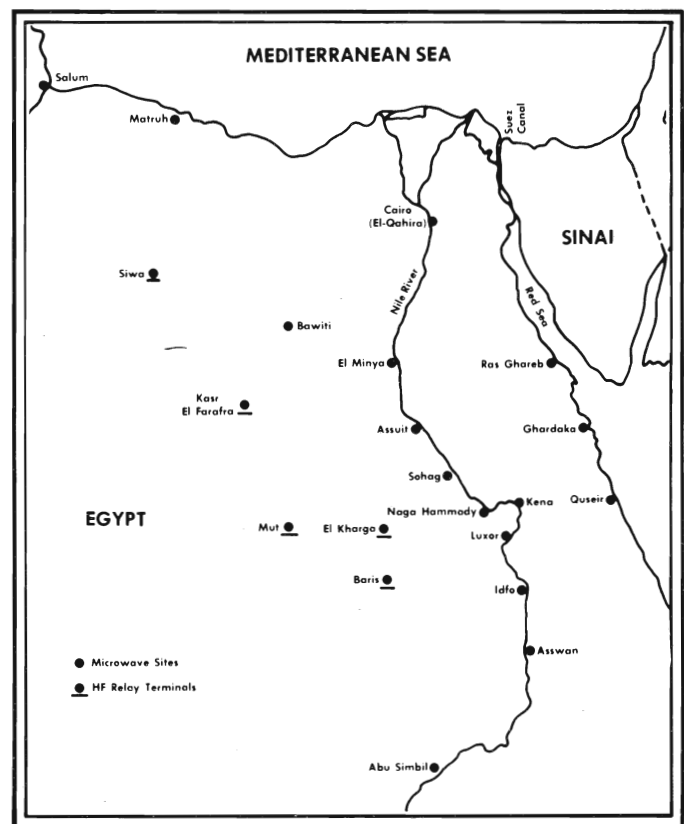 MEDITERRANEAN SEA
Salum
Matruh
Suez
Canal
Cairo
(El-Qahira)
SINAI
Siwa
Nile River
Red Sea
Bawiti
El Minya
Ras Ghareb
Kasr
El Farafra
Assuit
Ghardaka
Sohag
Kena
Quseir
Naga Hammody
EGYPT
Mut
El Kharga
Luxor
Baris
Idfo
Asswan
Microwave Sites
HF Relay Terminals
Abu Simbil